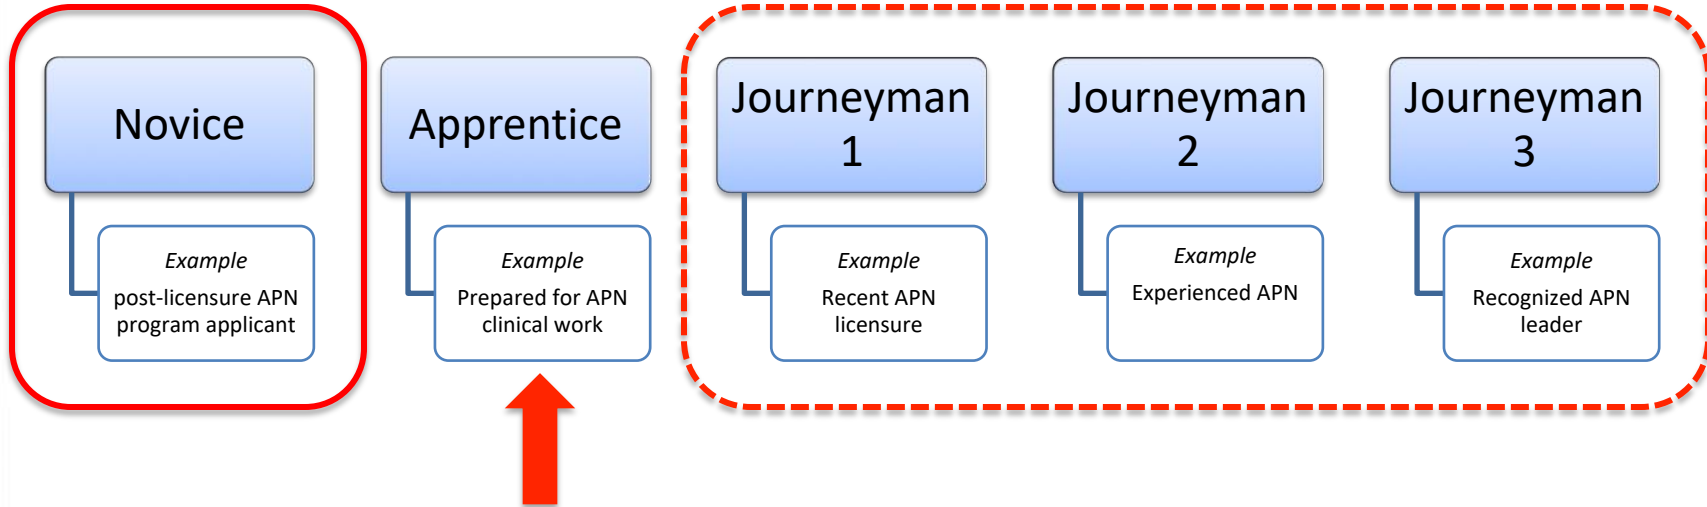 Novice
Example
post-licensure APN
program applicant
Apprentice
Example
Prepared for APN
clinical work
Journeyman
1
Example
Recent APN
licensure
Journeyman
2
Example
Experienced APN
Journeyman
3
Example
Recognized APN
leader